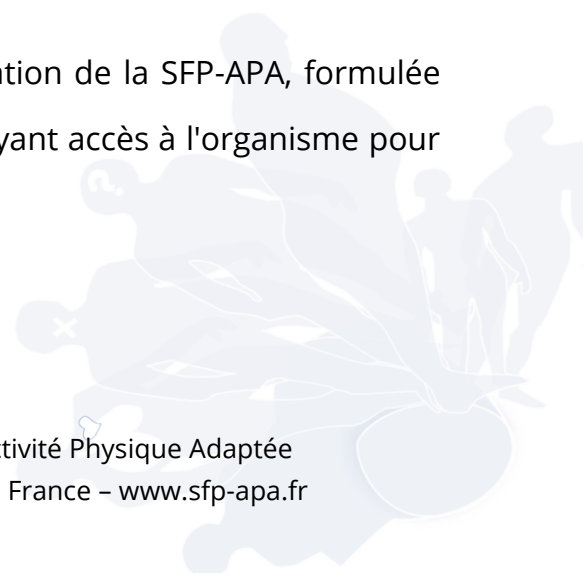 ation de la SFP-APA, formulée
yant accès à l'organisme pour
ctivité Physique Adaptée
France – www.sfp-apa.fr